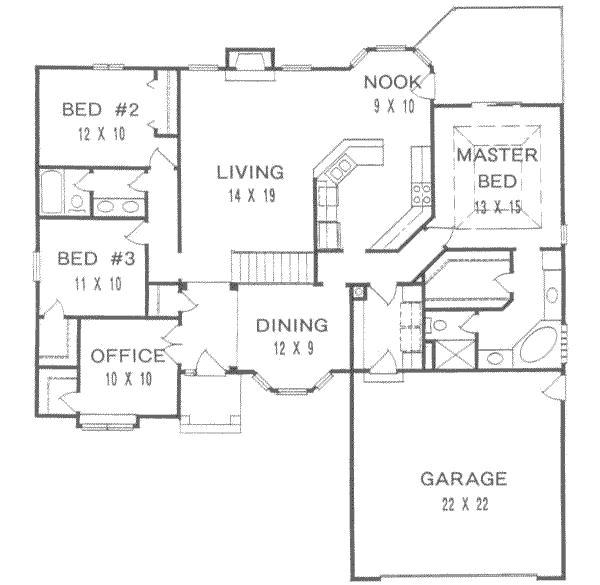 BED #2
12 X 10
LIVING
14 X 19
NOOK
9 X 10
MASTER
BED
13 X 15
BED #3
11 X 10
OFFICE
10 X 10
DINING
12 X 9
GARAGE
22 X 22